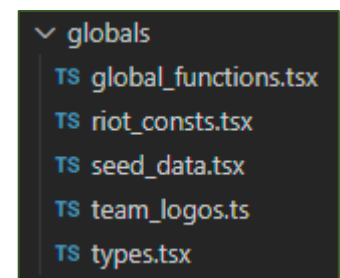 globals
TS global_functions.tsx
TS riot_consts.tsx
TS seed_data.tsx
TS team_logos.ts
TS types.tsx